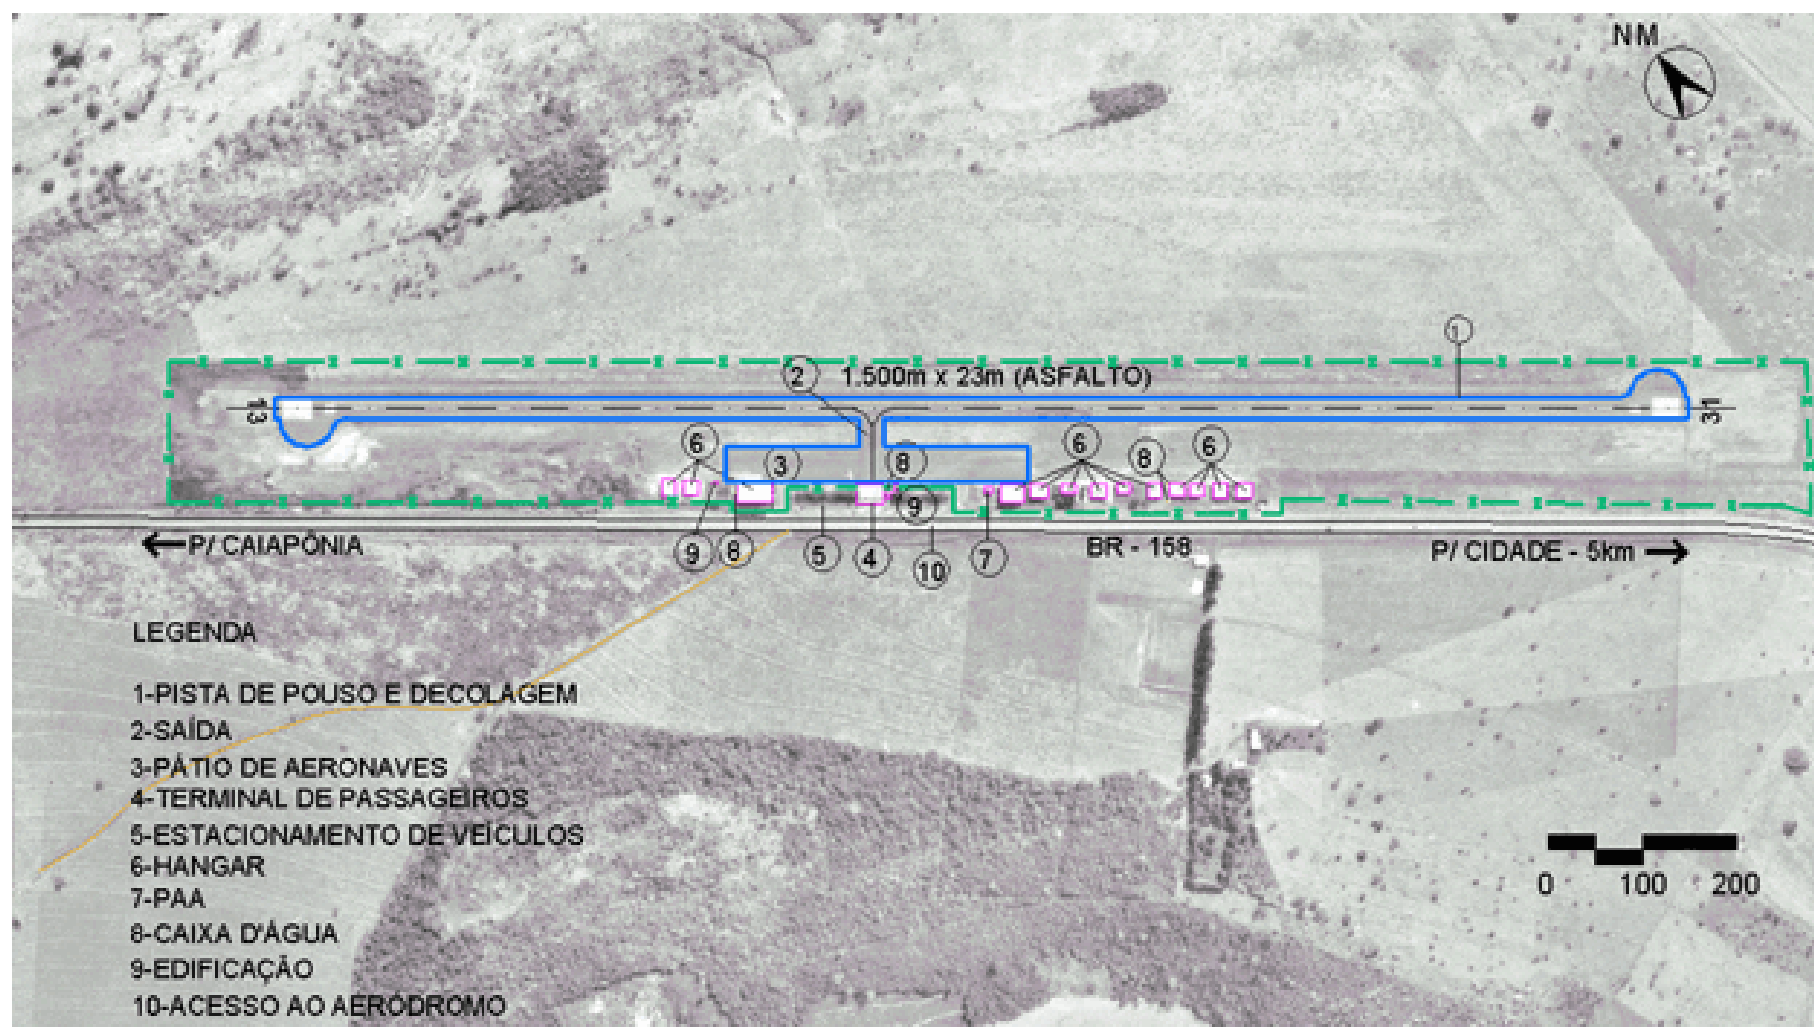 NM
1
2
1.500m x 23m (ASFALTO)
13
31
6
3
8
6
8
6
9
P/ CAIAPÔNIA
9
8
5
4
10
7
BR - 158
P/ CIDADE - 5km
LEGENDA
1-PISTA DE POUSO E DECOLAGEM
2-SAÍDA
3-PÁTIO DE AERONAVES
4-TERMINAL DE PASSAGEIROS
5-ESTACIONAMENTO DE VEÍCULOS
6-HANGAR
7-PAA
8-CAIXA D'ÁGUA
9-EDIFICAÇÃO
10-ACESSO AO AERÓDROMO
0 100 200